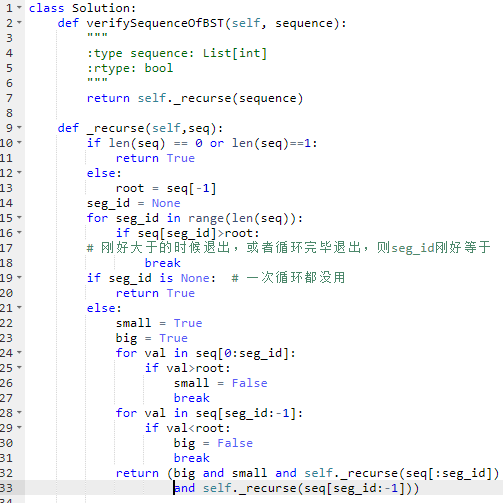 1 class Solution:
2 def verifySequenceOfBST(self, sequence):
3 """
4 :type sequence: List[int]
5 :rtype: bool
6 """
7 return self._recurse(sequence)
8
9 def _recurse(self,seq):
10 if len(seq) == 0 or len(seq)==1:
11 return True
12 else:
13 root = seq[-1]
14 seg_id = None
15 for seg_id in range(len(seq)):
16 if seq[seg_id]>root:
17 # 刚好大于的时候退出，或者循环完毕退出，则seg_id刚好等于
18 break
19 if seg_id is None: # 一次循环都没用
20 return True
21 else:
22 small = True
23 big = True
24 for val in seq[0:seg_id]:
25 if val>root:
26 small = False
27 break
28 for val in seq[seg_id:-1]:
29 if val<root:
30 big = False
31 break
32 return (big and small and self._recurse(seq[:seg_id])
33 and self._recurse(seq[seg_id:-1]))